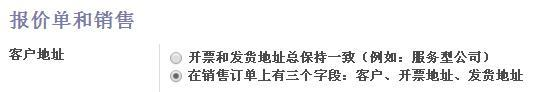 报价单和销售
客户地址
开票和发货地址总保持一致（例如：服务型公司）
在销售订单上有三个字段：客户、开票地址、发货地址